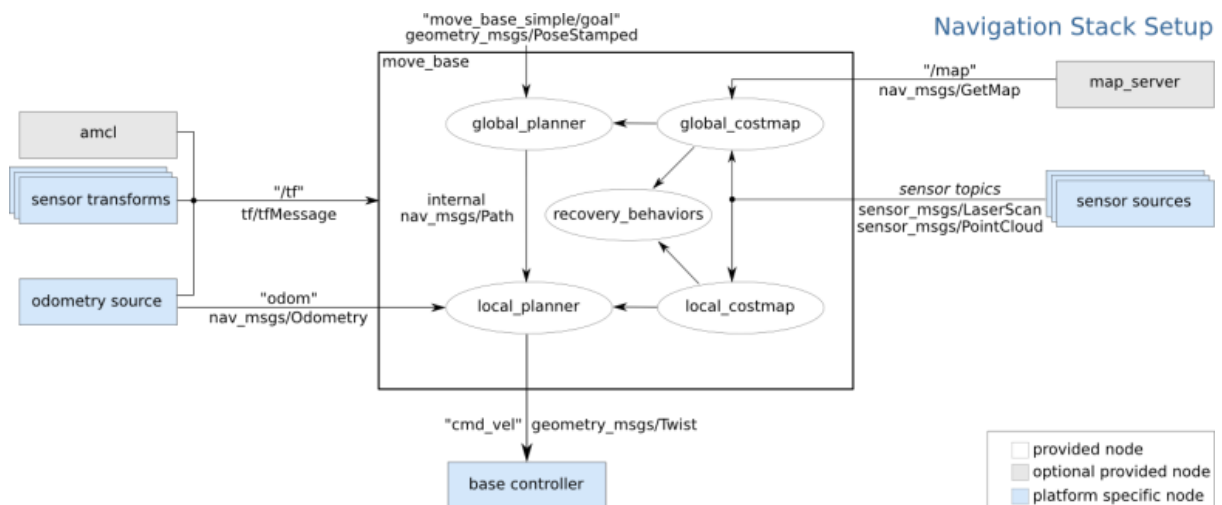 Navigation Stack Setup
"move_base_simple/goal"
geometry_msgs/PoseStamped
move_base
"/map"
nav_msgs/GetMap
map_server
global_planner
global_costmap
amcl
sensor transforms
"/tf"
tf/tfMessage
internal
nav_msgs/Path
recovery_behaviors
sensor topics
sensor_msgs/LaserScan
sensor_msgs/PointCloud
sensor sources
odometry source
"odom"
nav_msgs/Odometry
local_planner
local_costmap
"cmd_vel"
geometry_msgs/Twist
base controller
provided node
optional provided node
platform specific node